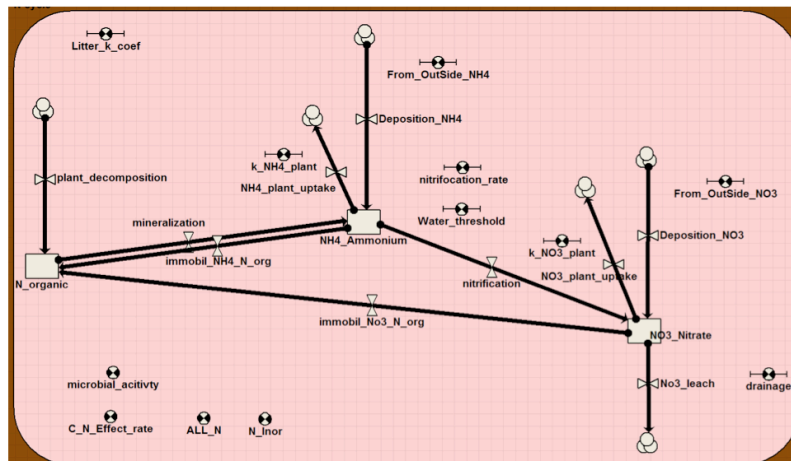 Litter_k_coef
From_OutSide_NH4
Deposition_NH4
k_NH4_plant
NH4_plant_uptake
plant_decomposition
nitrifocation_rate
From_OutSide_NO3
Water_threshold
mineralization
NH4_Ammonium
immobil_NH4_N_org
Deposition_NO3
k_NO3_plant
NO3_plant_uptake
nitrification
N_organic
immobil_No3_N_org
NO3_Nitrate
microbial_acitivty
No3_leach
drainage
C_N_Effect_rate
ALL_N
N_Inor